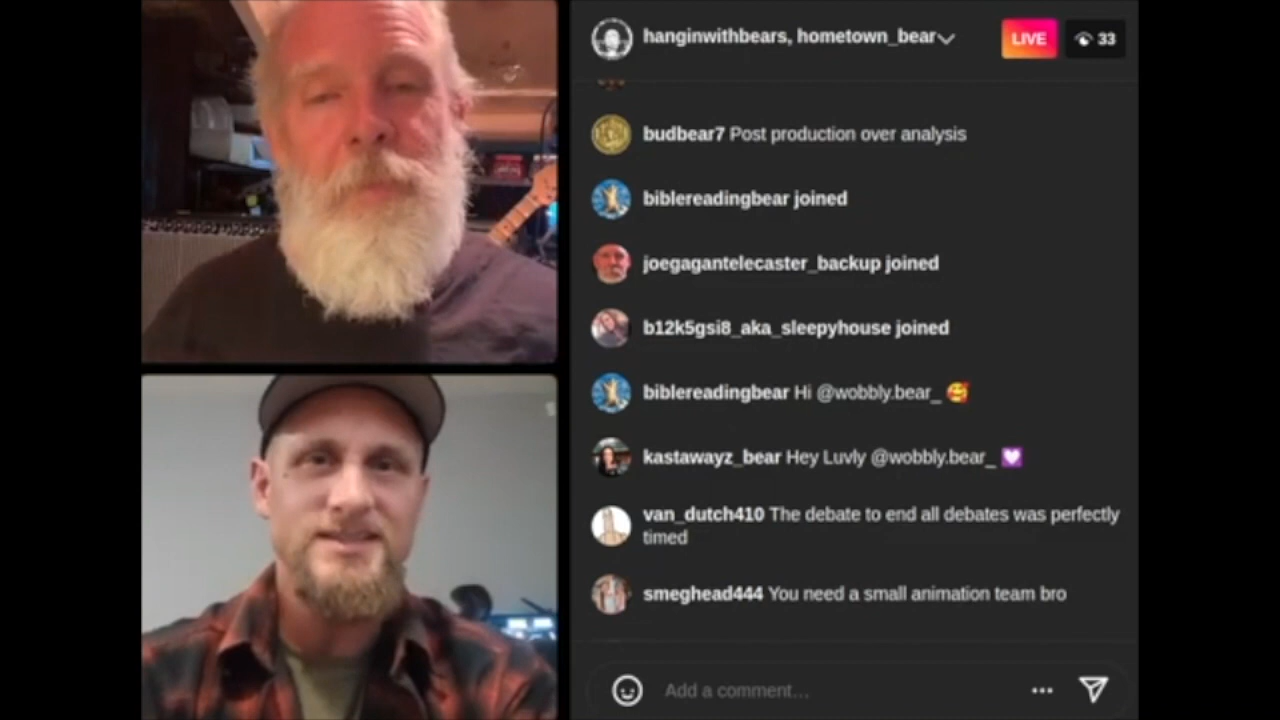 hanginwithbears, hometown_bear
LIVE
33
budbear7 Post production over analysis
biblereadingbear joined
joegagantelecaster_backup joined
b12k5gsi8_aka_sleepyhouse joined
biblereadingbear Hi @wobbly.bear_ 🥰
kastawayz_bear Hey Luvly @wobbly.bear_ 💟
van_dutch410 The debate to end all debates was perfectly
timed
smeghead444 You need a small animation team bro
Add a comment…